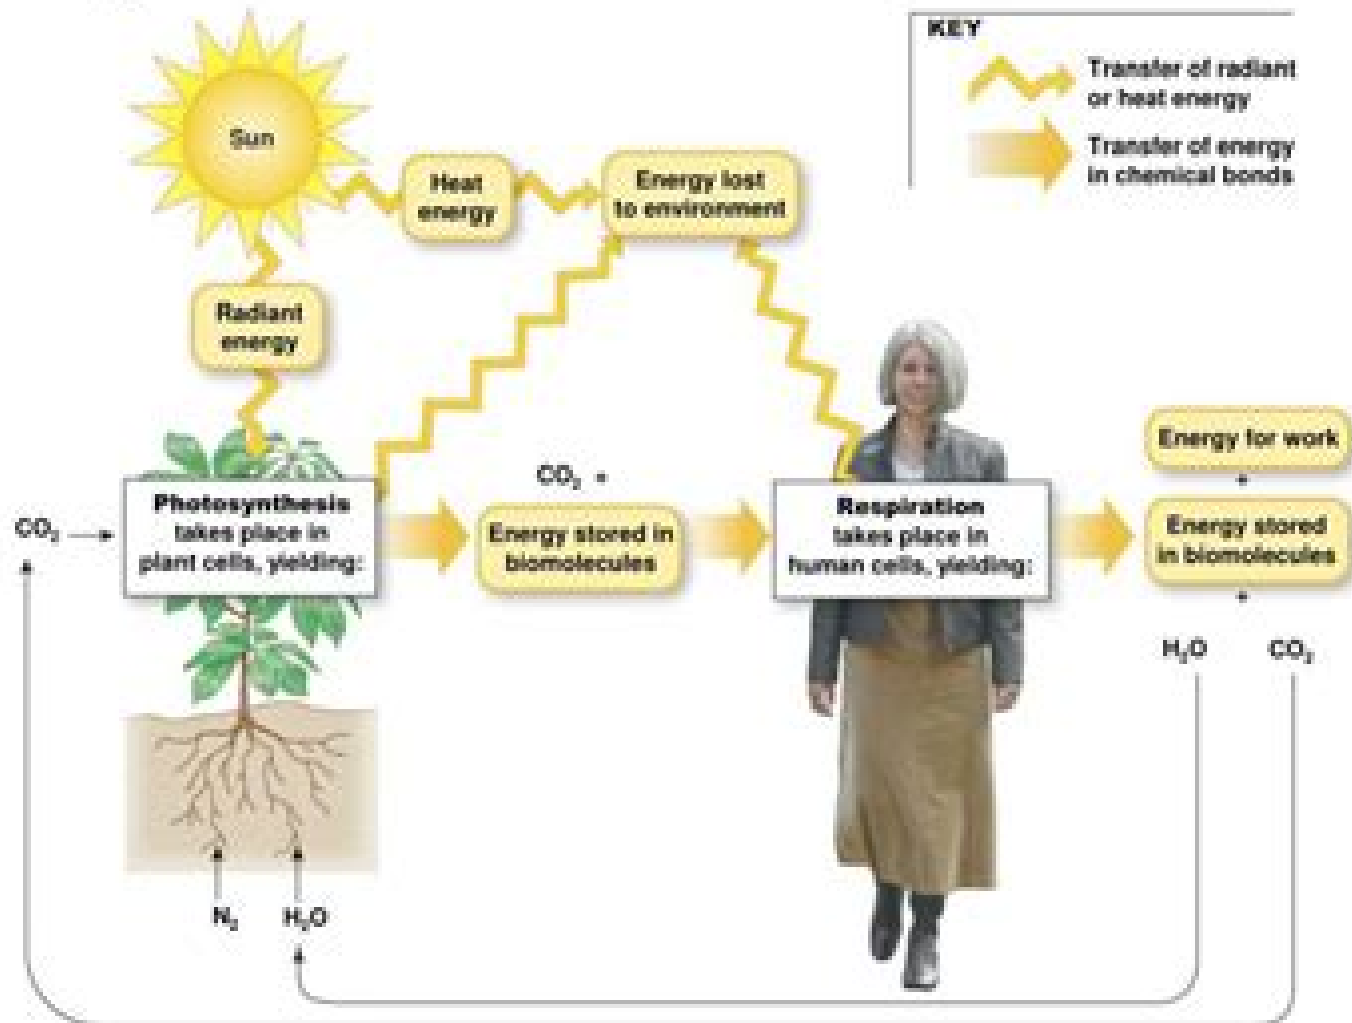 KEY
Transfer of radiant
or heat energy
Transfer of energy
in chemical bonds
Sun
Heat
energy
Energy lost
to environment
Radiant
energy
CO₂
Photosynthesis
takes place in
plant cells, yielding:
CO₂ +
Energy stored in
biomolecules
Respiration
takes place in
human cells, yielding:
Energy for work
+
Energy stored
in biomolecules
+
H₂O CO₂
N₂ H₂O